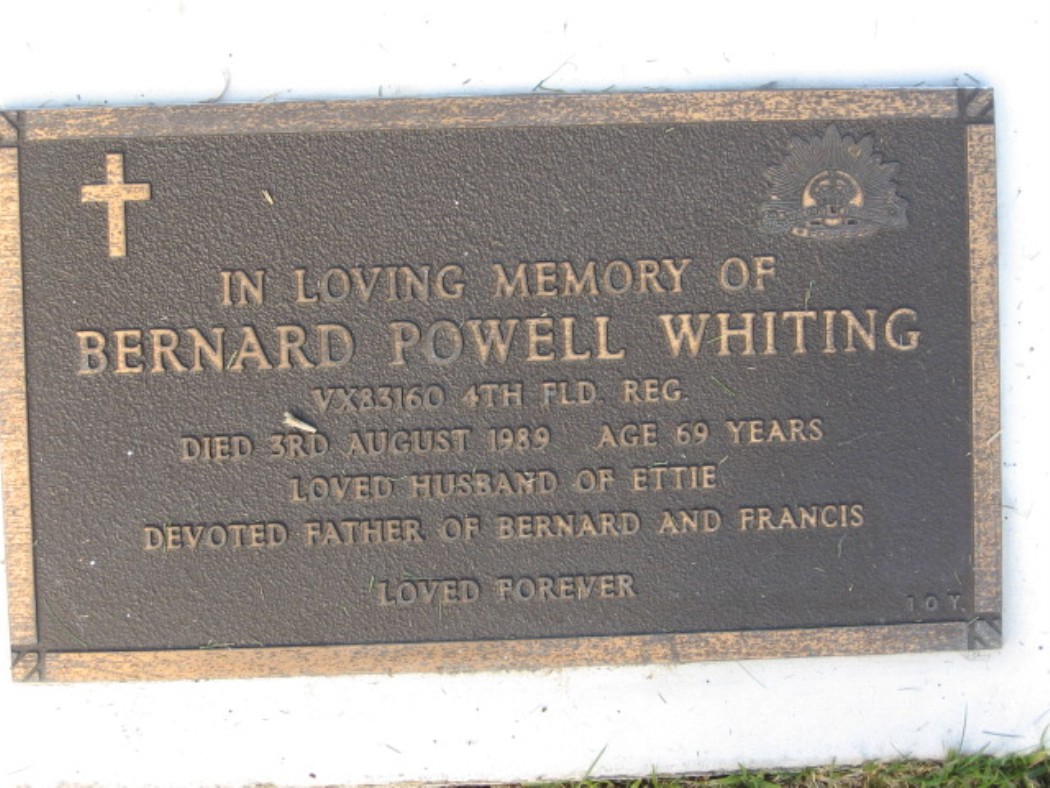 IN LOVING MEMORY OF
BERNARD POWELL WHITING
VX83160 4TH FLD. REG.
DIED 3RD AUGUST 1989 AGE 69 YEARS
LOVED HUSBAND OF ETTIE
DEVOTED FATHER OF BERNARD AND FRANCIS
LOVED FOREVER
10Y